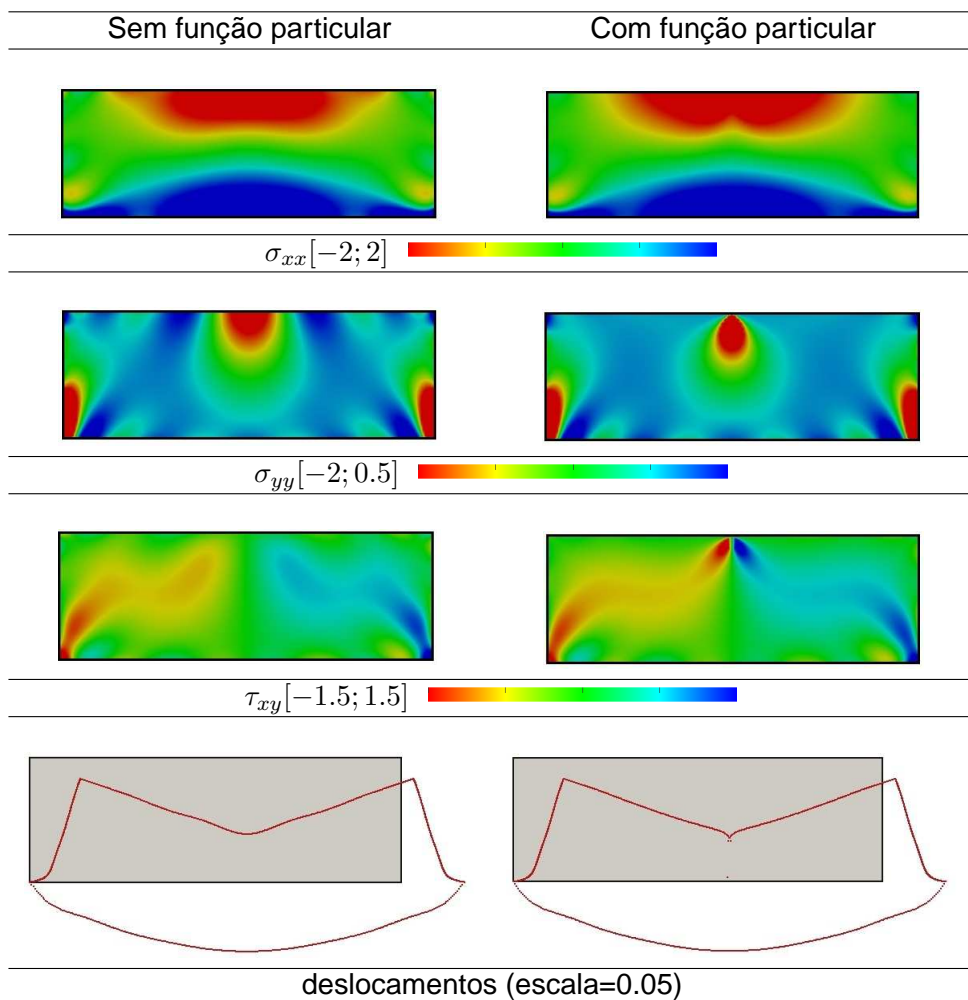 Sem função particular Com função particular
σxx[−2; 2]
σyy[−2; 0.5]
τxy[−1.5; 1.5]
deslocamentos (escala=0.05)